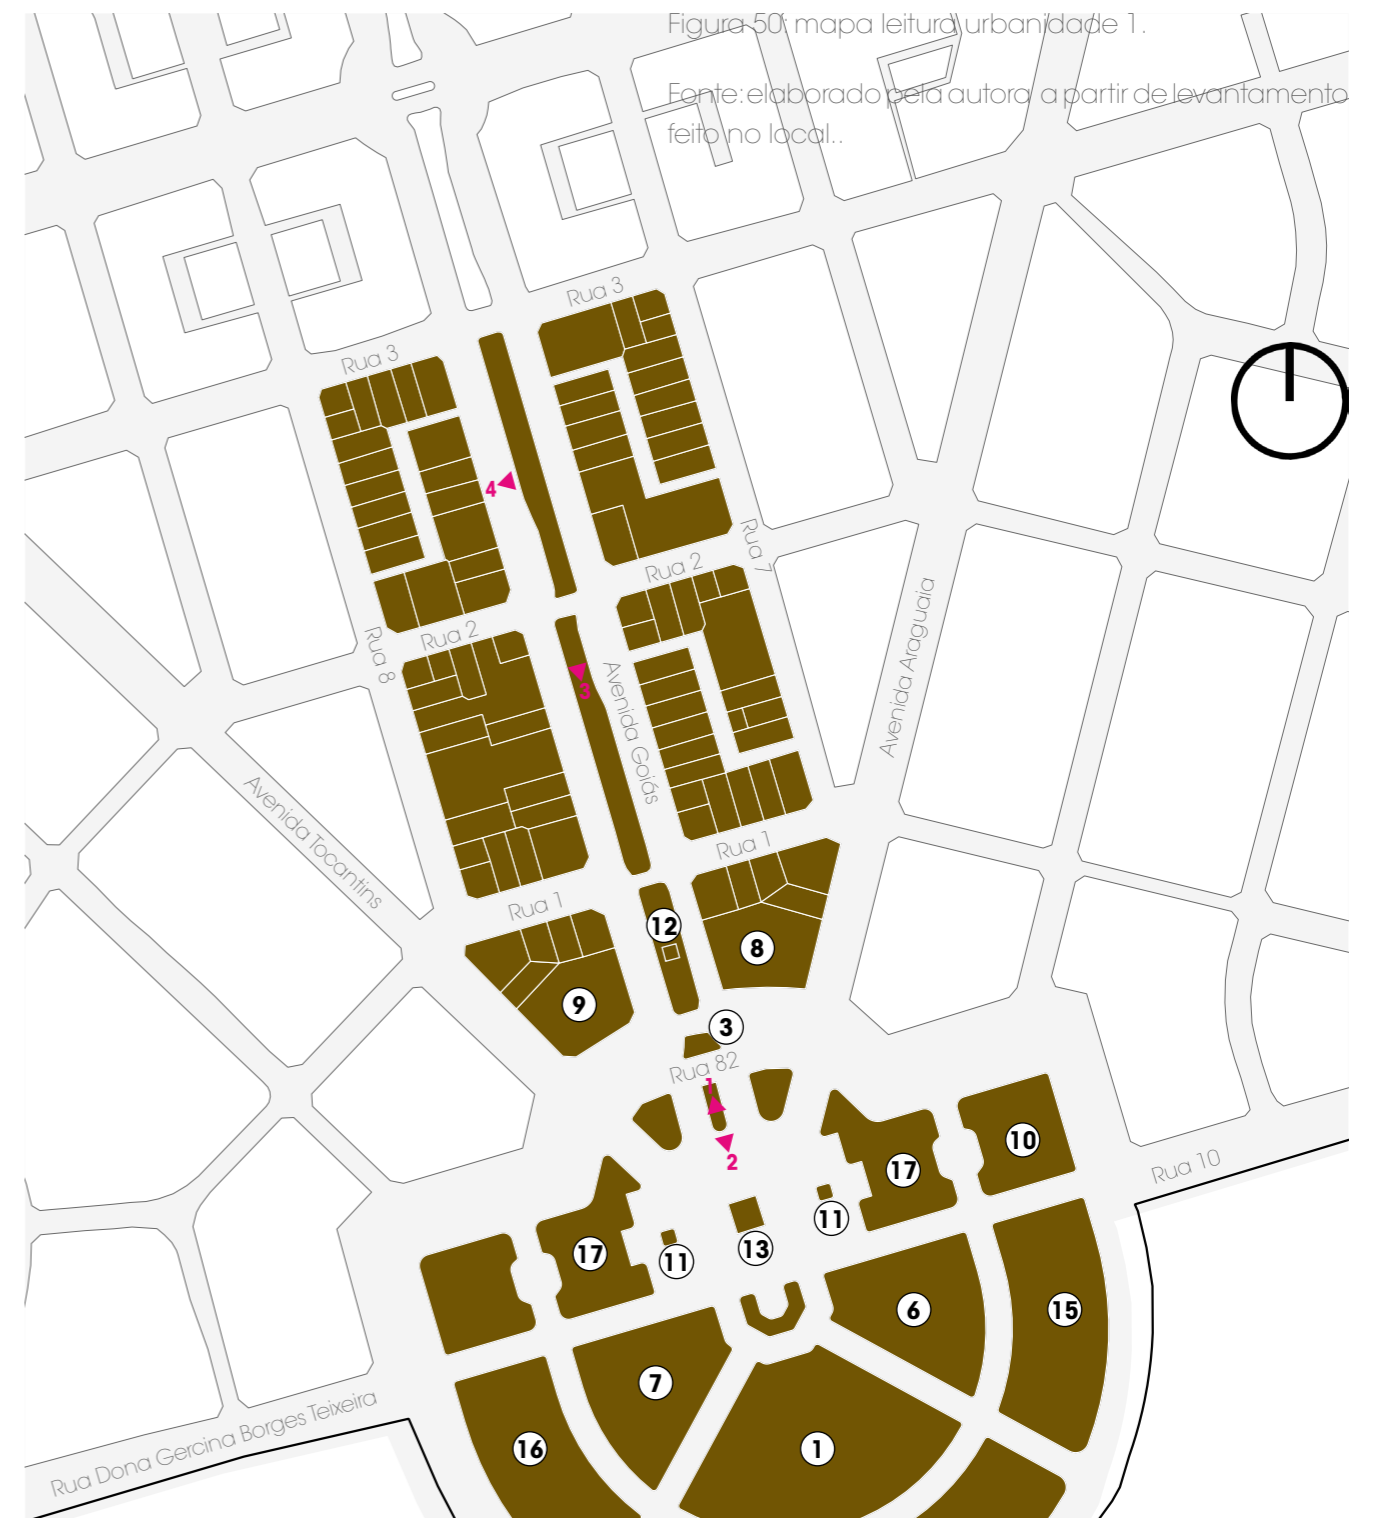 Figura 50: mapa leitura urbanidade 1.
Fonte: elaborado pela autora a partir de levantamento
feito no local..
Rua 3
Rua 3
4
Rua 7
Rua 2
Rua 2
Rua 8
3
Avenida Goiás
Avenida Araguaia
Avenida Tocantins
Rua 1
Rua 1
12
8
9
3
Rua 82
1
2
10
17
Rua 10
11
13
17
11
6
15
7
16
1
Rua Dona Gercina Borges Teixeira